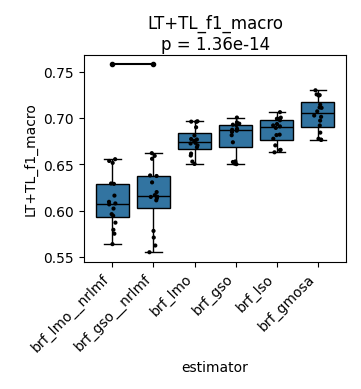 LT+TL_f1_macro
p = 1.36e-14
LT+TL_f1_macro
0.75
0.70
0.65
0.60
0.55
brf_lmo__nrlmf
brf_gso__nrlmf
brf_lmo
brf_gso
brf_lso
brf_gmosa
estimator